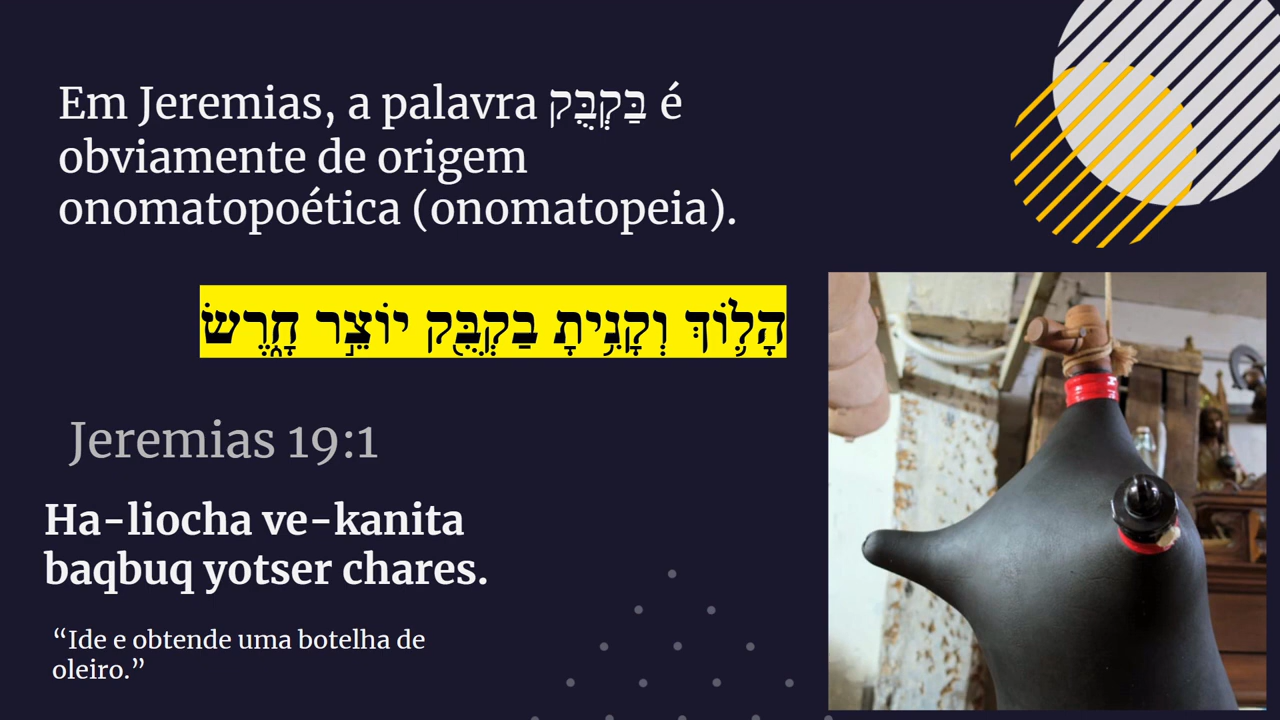 Em Jeremias, a palavra בַּקְבֻּק é
obviamente de origem
onomatopoética (onomatopeia).
הָל֛וֹךְ וְקָנִ֥יתָ בַקְבֻּ֖ק יוֹצֵ֣ר חָ֑רֶשׂ
Jeremias 19:1
Ha-liocha ve-kanita
baqbuq yotser chares.
“Ide e obtende uma botelha de
oleiro.”